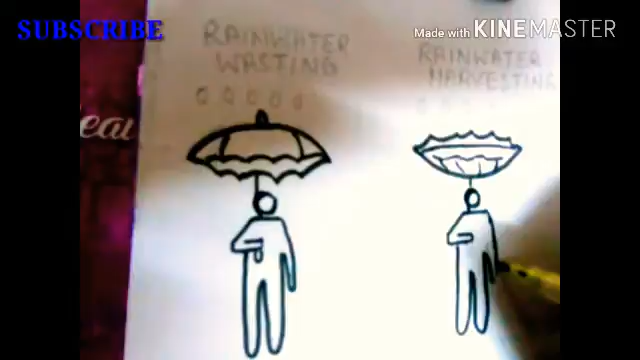 SUBSCRIBE
Made with KINEMASTER
RAINWATER
WASTING
RAINWATER
HARVESTING